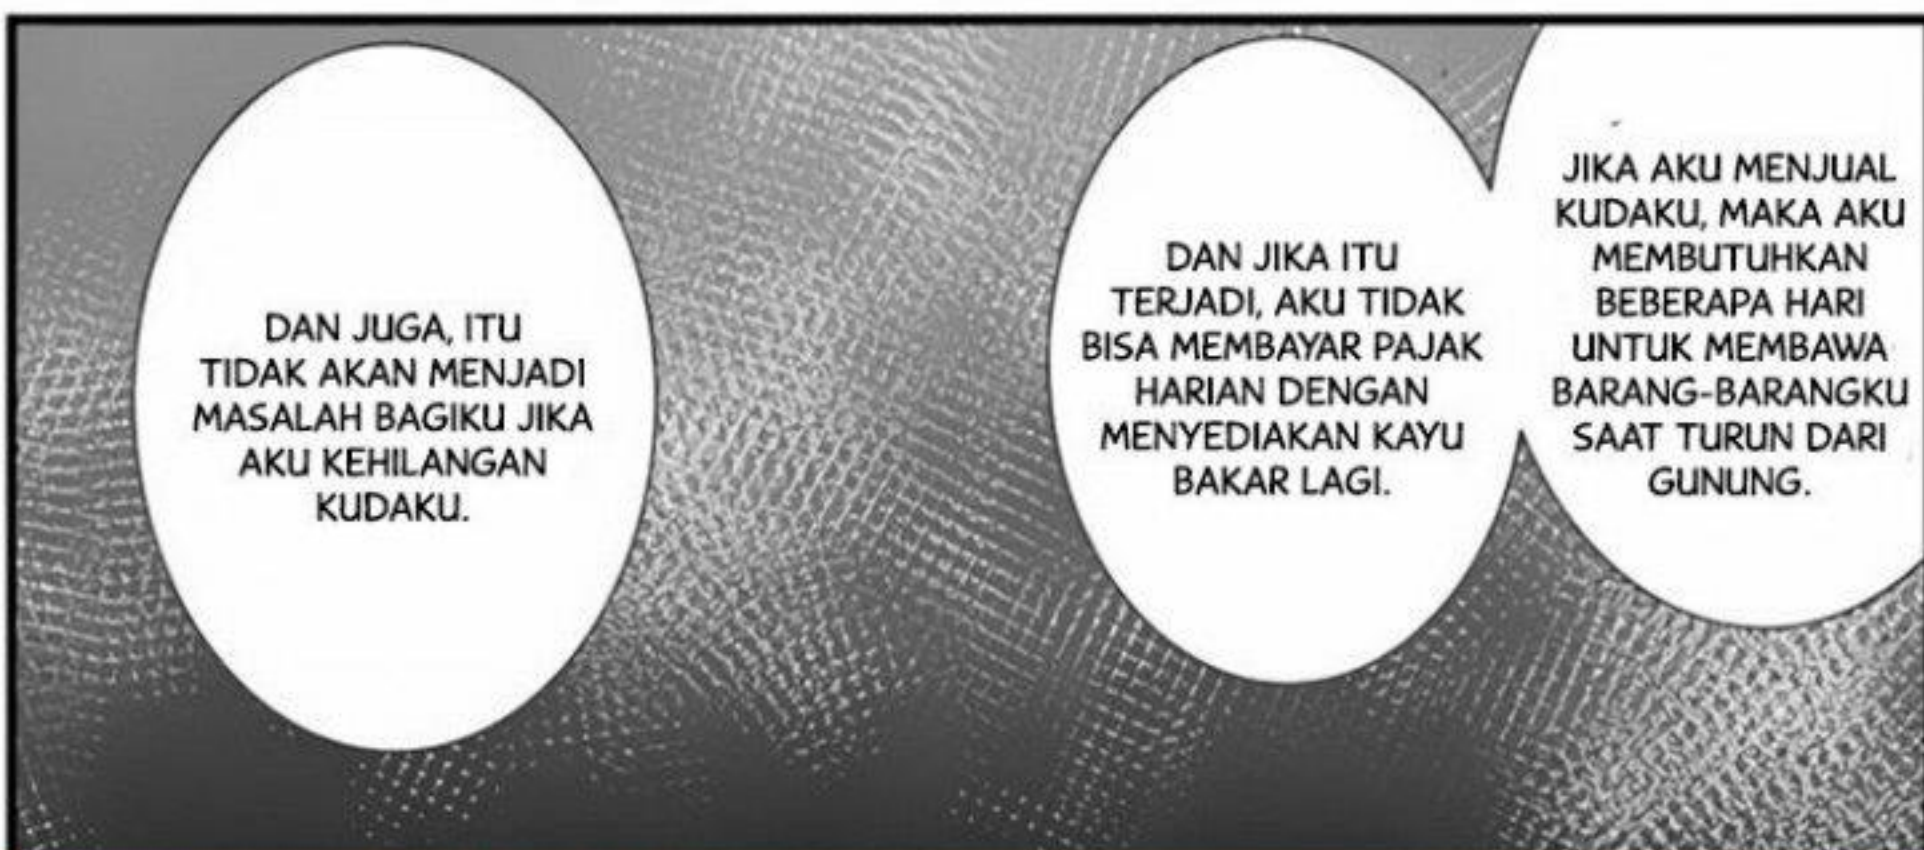 JIKA AKU MENJUAL
KUDAKU, MAKA AKU
MEMBUTUHKAN
BEBERAPA HARI
UNTUK MEMBAWA
BARANG-BARANGKU
SAAT TURUN DARI
GUNUNG.
DAN JIKA ITU
TERJADI, AKU TIDAK
BISA MEMBAYAR PAJAK
HARIAN DENGAN
MENYEDIAKAN KAYU
BAKAR LAGI.
DAN JUGA, ITU
TIDAK AKAN MENJADI
MASALAH BAGIKU JIKA
AKU KEHILANGAN
KUDAKU.